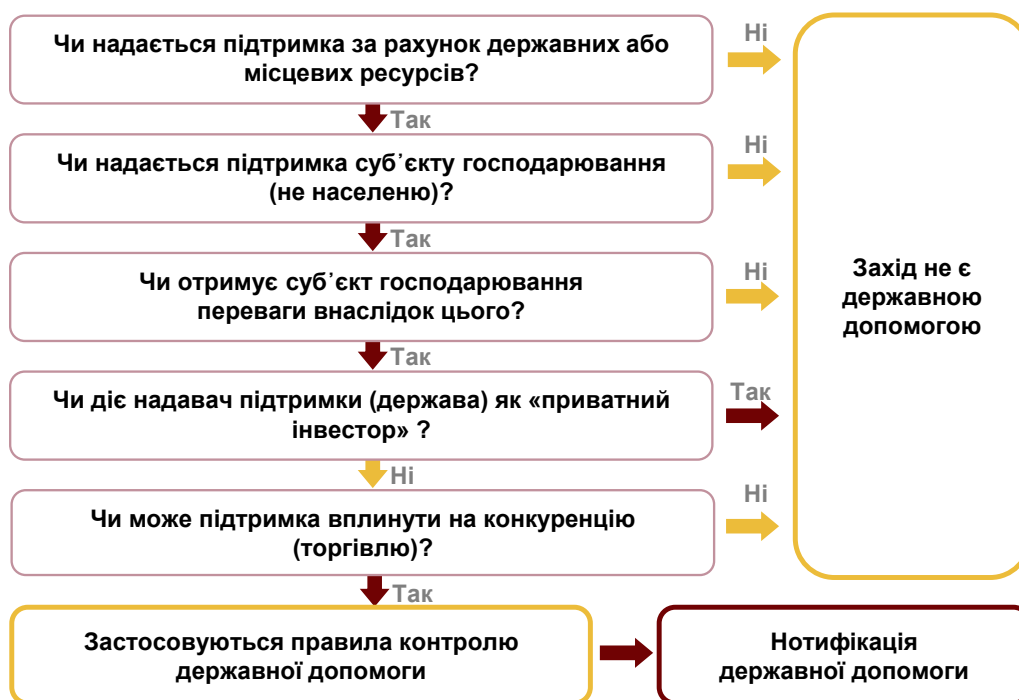 Чи надається підтримка за рахунок державних або
місцевих ресурсів?
Ні
Так
Чи надається підтримка суб᾿єкту господарювання
(не населеню)?
Ні
Так
Чи отримує суб᾿єкт господарювання
переваги внаслідок цього?
Ні
Так
Чи діє надавач підтримки (держава) як «приватний
інвестор» ?
Так
Ні
Чи може підтримка вплинути на конкуренцію
(торгівлю)?
Ні
Так
Захід не є
державною
допомогою
Застосовуються правила контролю
державної допомоги
Нотифікація
державної допомоги